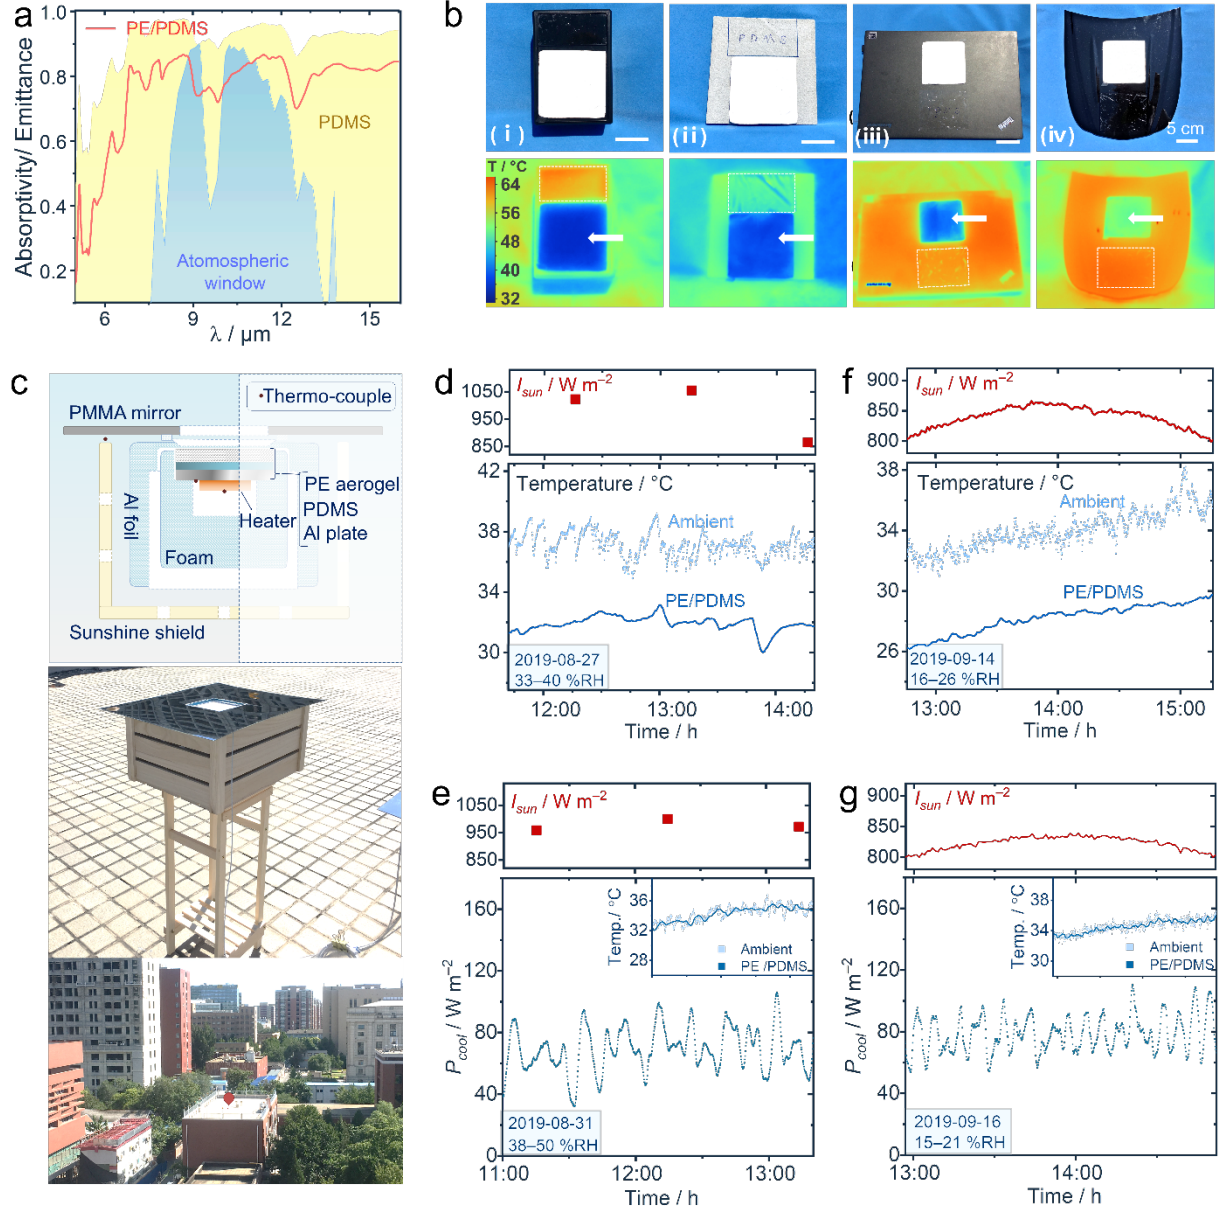 a
PE/PDMS
PDMS
Atomospheric
window
Absorptivity/ Emittance
1.0
0.8
0.6
0.4
0.2
6
9
12
15
λ / µm
b
PDMS
(i)
(ii)
(iii)
(iv)
5 cm
T / °C
64
56
48
40
32
c
Thermo-couple
PMMA mirror
Al foil
PE aerogel
PDMS
Al plate
Heater
Foam
Sunshine shield
d
I_sun / W m⁻²
1050
950
850
42
Temperature / °C
Ambient
38
34
PE/PDMS
30
2019-08-27
33–40 %RH
12:00
13:00
14:00
Time / h
f
I_sun / W m⁻²
900
850
800
38
Temperature / °C
Ambient
34
30
PE/PDMS
26
2019-09-14
16–26 %RH
13:00
14:00
15:00
Time / h
e
I_sun / W m⁻²
1050
950
850
160
120
80
40
0
P_cool / W m⁻²
Temp. / °C
36
32
28
Ambient
PE /PDMS
2019-08-31
38–50 %RH
11:00
12:00
13:00
Time / h
g
I_sun / W m⁻²
900
850
800
160
120
80
40
0
P_cool / W m⁻²
Temp. / °C
38
34
30
Ambient
PE/PDMS
2019-09-16
15–21 %RH
13:00
14:00
Time / h